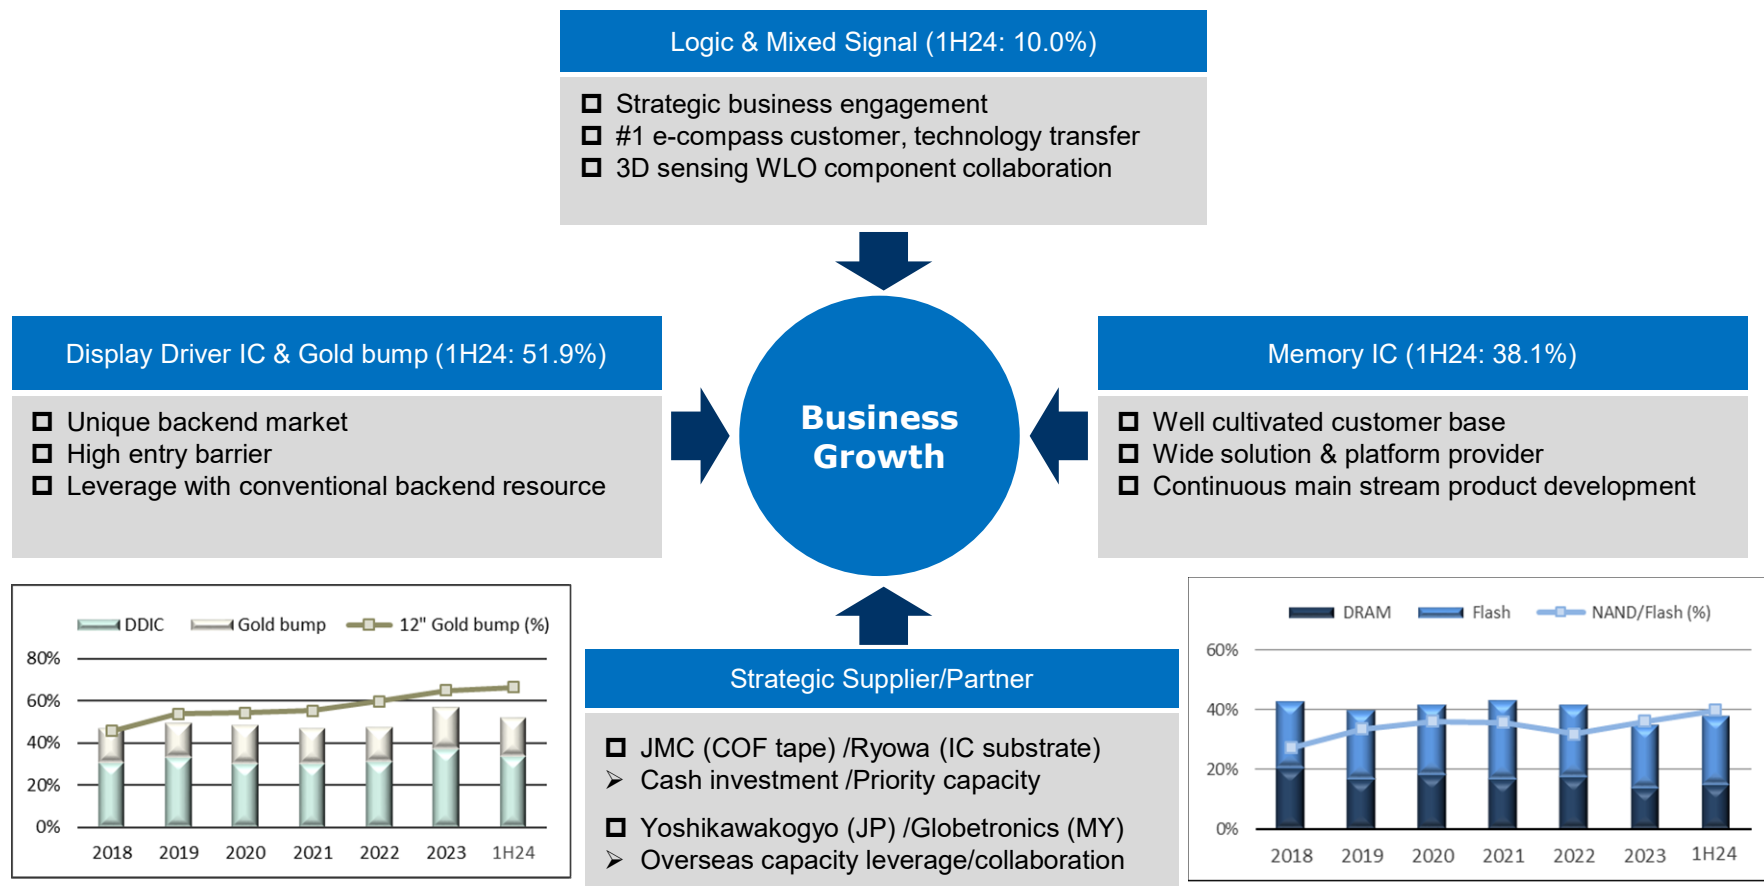 Logic & Mixed Signal (1H24: 10.0%)
Strategic business engagement
#1 e-compass customer, technology transfer
3D sensing WLO component collaboration
Display Driver IC & Gold bump (1H24: 51.9%)
Unique backend market
High entry barrier
Leverage with conventional backend resource
Business
Growth
Memory IC (1H24: 38.1%)
Well cultivated customer base
Wide solution & platform provider
Continuous main stream product development
DDIC Gold bump 12" Gold bump (%)
80%
60%
40%
20%
0%
2018 2019 2020 2021 2022 2023 1H24
Strategic Supplier/Partner
JMC (COF tape) /Ryowa (IC substrate)
➢ Cash investment /Priority capacity
Yoshikawakogyo (JP) /Globetronics (MY)
➢ Overseas capacity leverage/collaboration
DRAM Flash NAND/Flash (%)
60%
40%
20%
0%
2018 2019 2020 2021 2022 2023 1H24